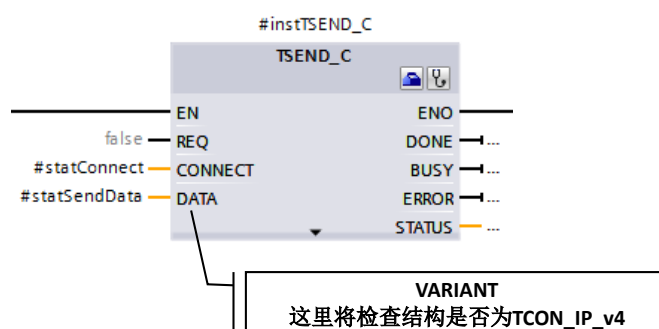 #instTSEND_C
TSEND_C
EN ENO
false REQ DONE ...
#statConnect CONNECT BUSY ...
#statSendData DATA ERROR ...
STATUS ...
VARIANT
这里将检查结构是否为TCON_IP_v4